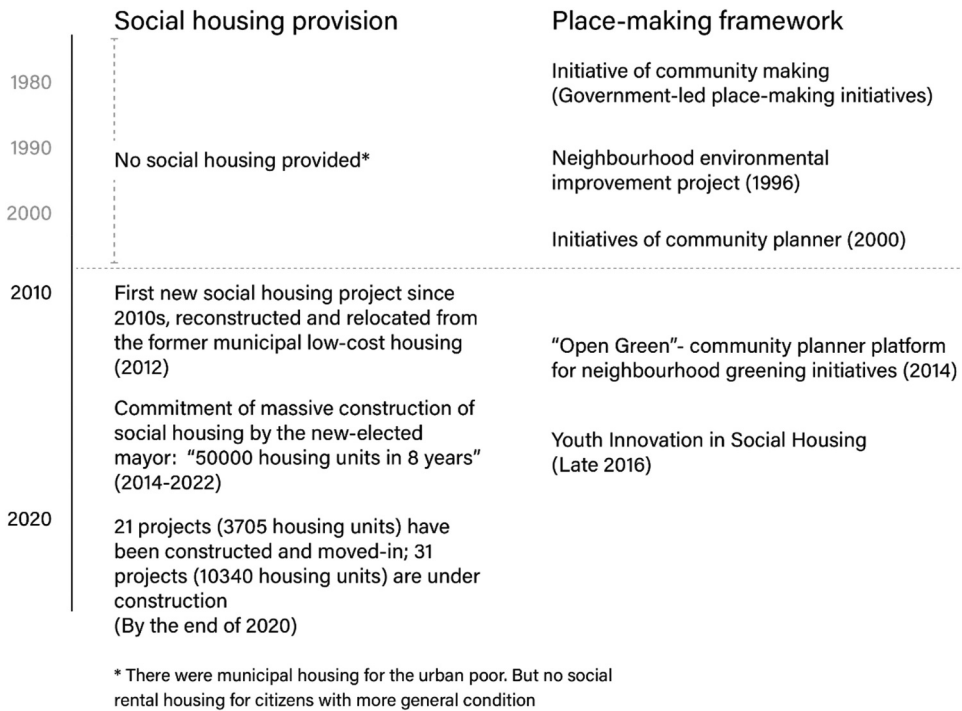 Social housing provision
Place-making framework
1980
Initiative of community making
(Government-led place-making initiatives)
1990
No social housing provided*
Neighbourhood environmental
improvement project (1996)
2000
Initiatives of community planner (2000)
2010
First new social housing project since
2010s, reconstructed and relocated from
the former municipal low-cost housing
(2012)
“Open Green”- community planner platform
for neighbourhood greening initiatives (2014)
Commitment of massive construction of
social housing by the new-elected
mayor: “50000 housing units in 8 years”
(2014-2022)
Youth Innovation in Social Housing
(Late 2016)
2020
21 projects (3705 housing units) have
been constructed and moved-in; 31
projects (10340 housing units) are under
construction
(By the end of 2020)
* There were municipal housing for the urban poor. But no social
rental housing for citizens with more general condition